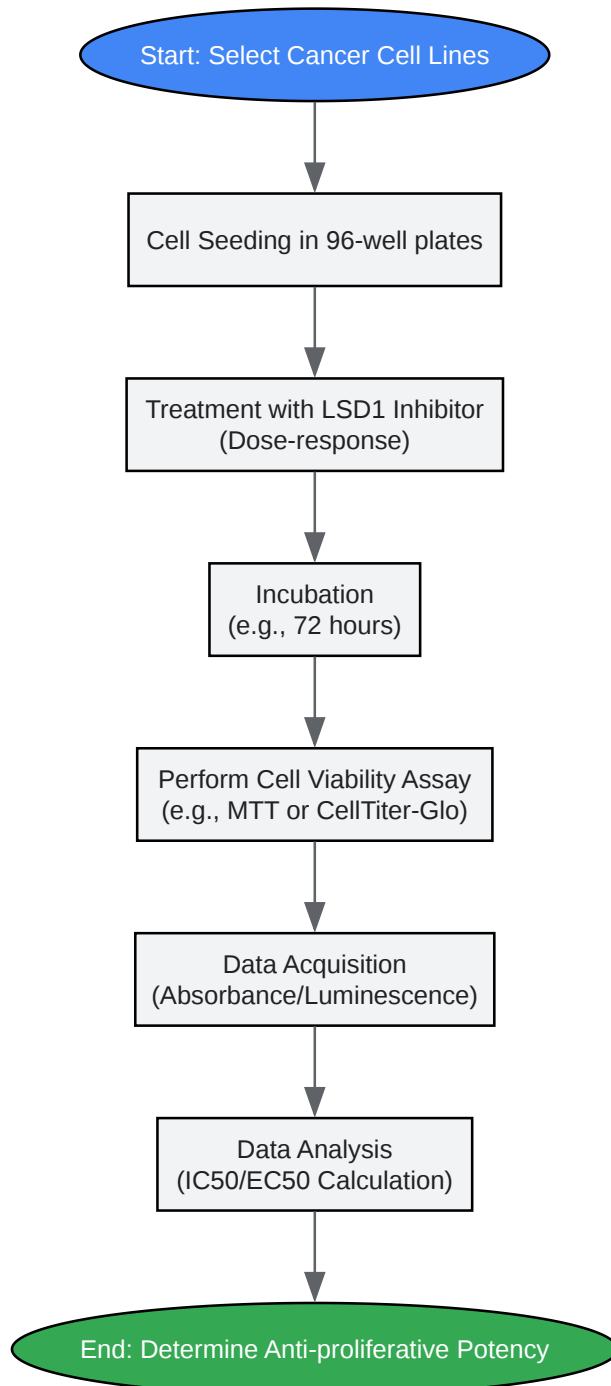 Start: Select Cancer Cell Lines
Cell Seeding in 96-well plates
Treatment with LSD1 Inhibitor
(Dose-response)
Incubation
(e.g., 72 hours)
Perform Cell Viability Assay
(e.g., MTT or CellTiter-Glo)
Data Acquisition
(Absorbance/Luminescence)
Data Analysis
(IC50/EC50 Calculation)
End: Determine Anti-proliferative Potency